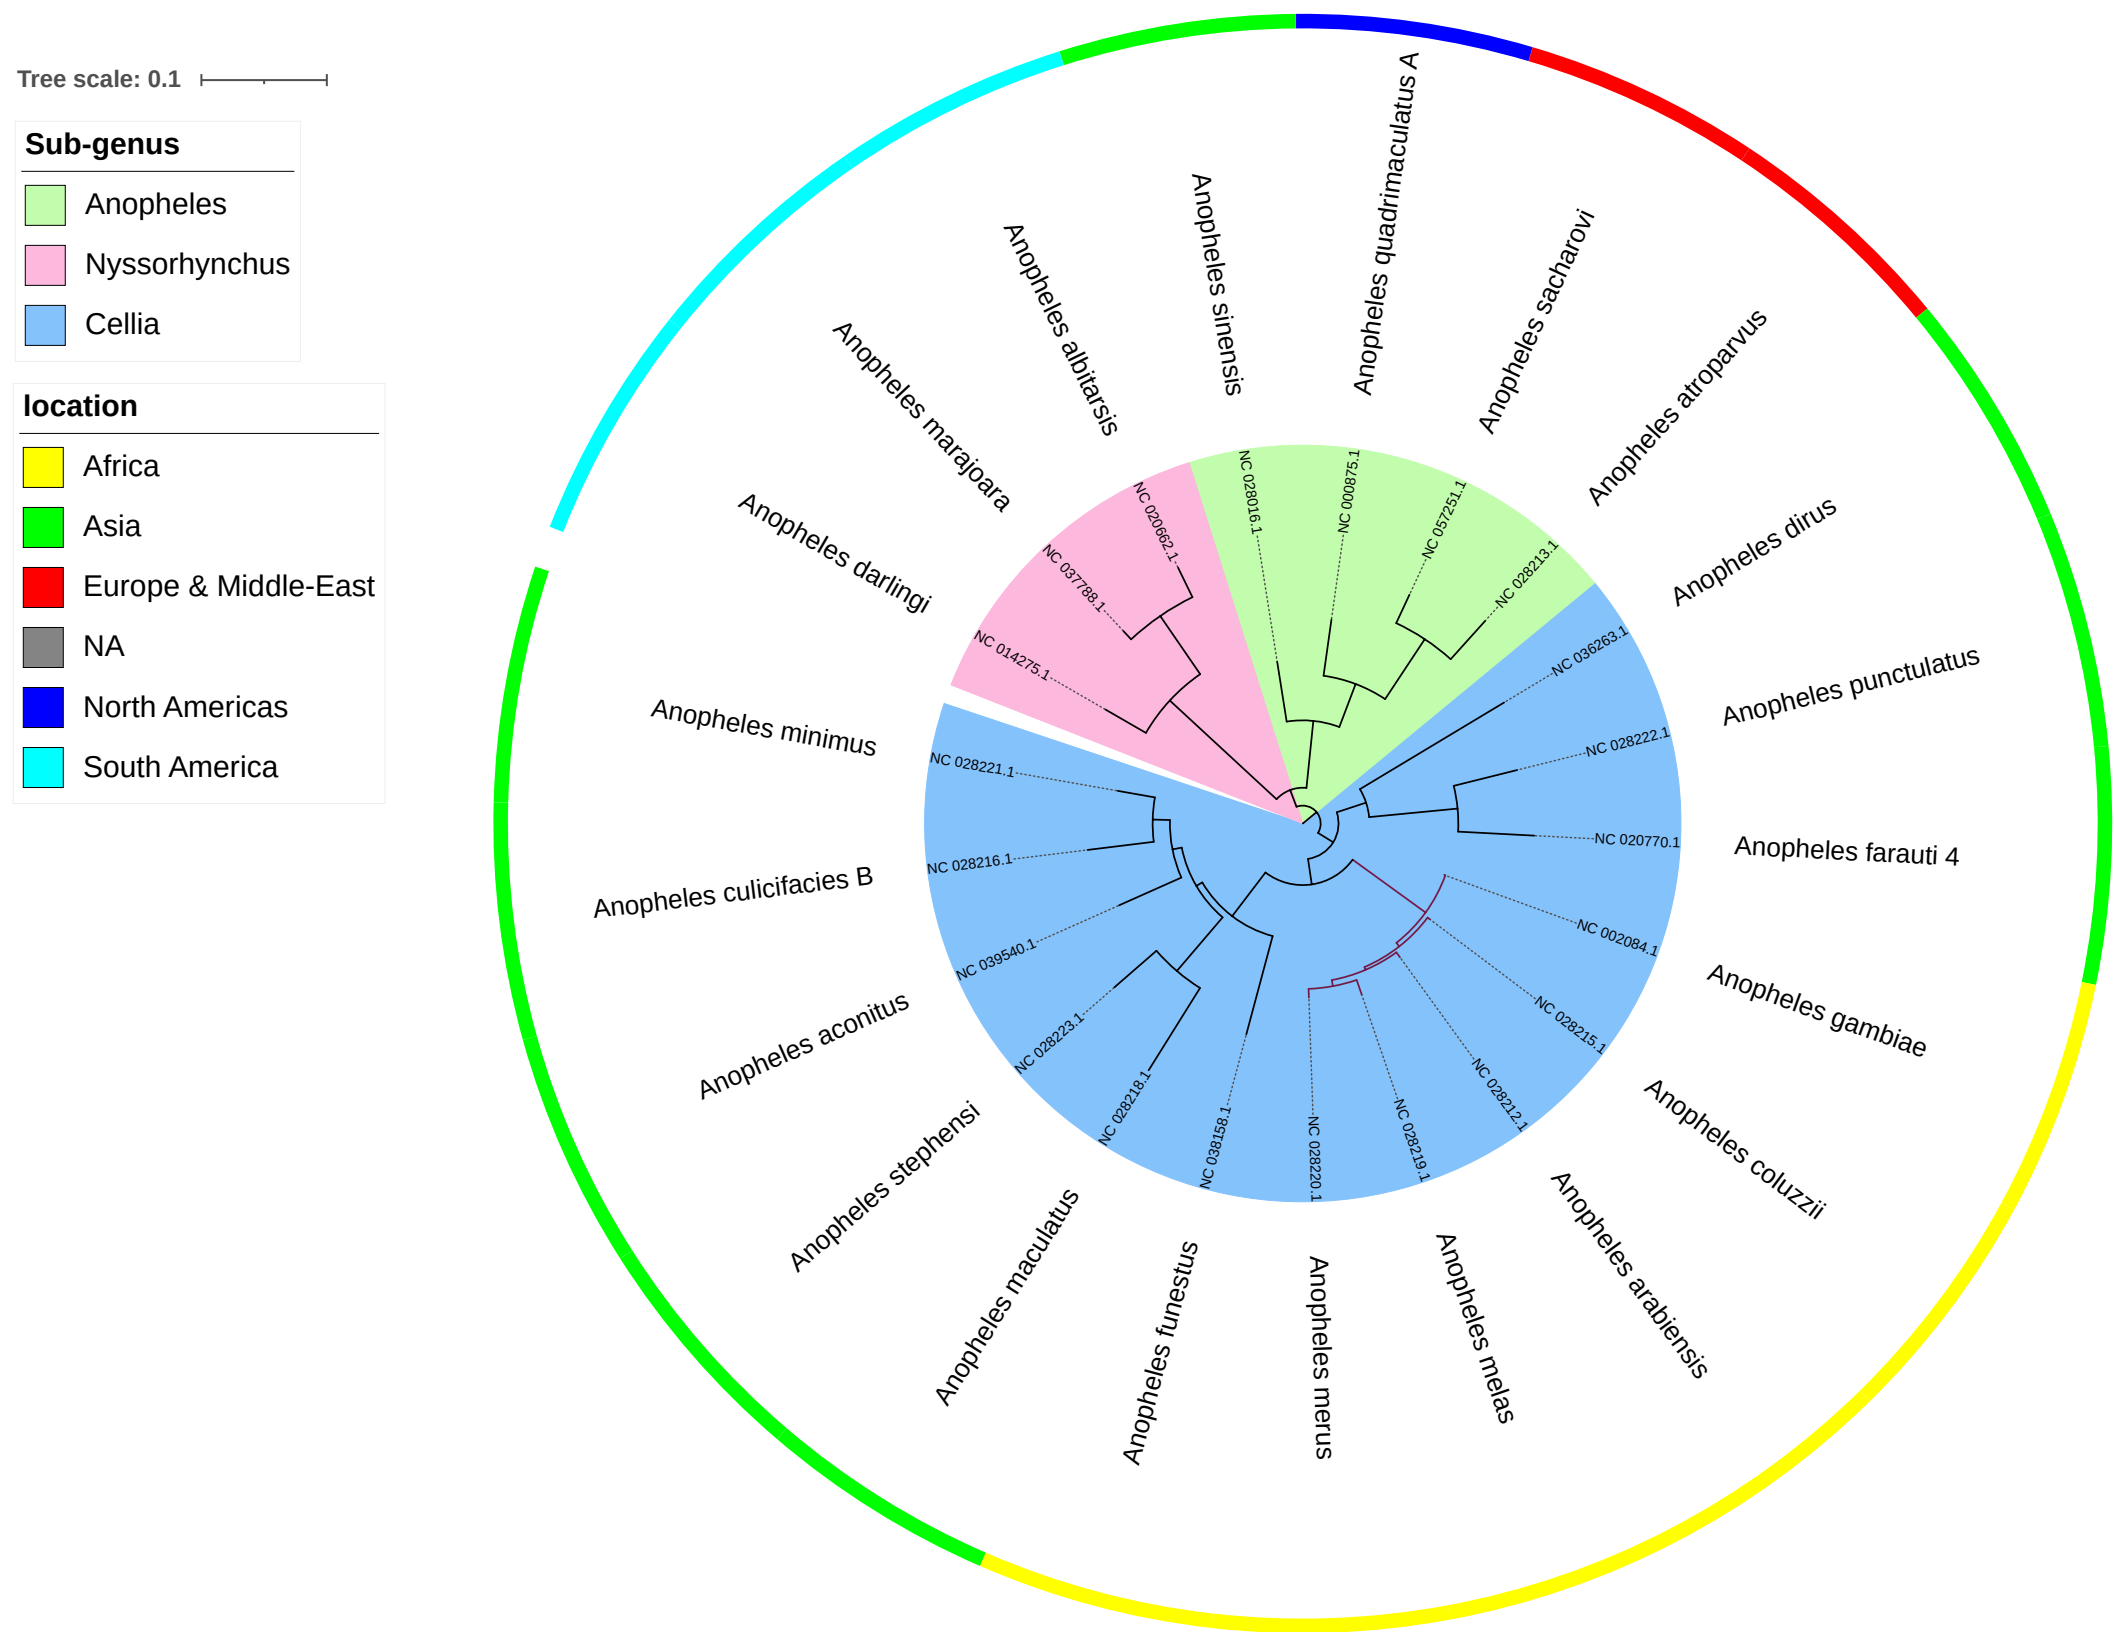 Tree scale: 0.1
Sub-genus
Anopheles
Nyssorhynchus
Cellia
location
Africa
Asia
Europe & Middle-East
NA
North Americas
South America
Anopheles quadrimaculatus A
Anopheles sacharovi
Anopheles atroparvus
Anopheles dirus
Anopheles punctulatus
Anopheles farauti 4
Anopheles gambiae
Anopheles coluzzii
Anopheles arabiensis
Anopheles melas
Anopheles merus
Anopheles funestus
Anopheles maculatus
Anopheles stephensi
Anopheles aconitus
Anopheles culicifacies B
Anopheles minimus
Anopheles darlingi
Anopheles marajoara
Anopheles albitarsis
Anopheles sinensis
NC 000875.1
NC 057251.1
NC 028213.1
NC 036263.1
NC 028222.1
NC 020770.1
NC 002084.1
NC 028215.1
NC 028212.1
NC 028219.1
NC 028220.1
NC 038158.1
NC 028218.1
NC 028223.1
NC 039540.1
NC 028216.1
NC 028221.1
NC 014275.1
NC 037788.1
NC 020662.1
NC 028016.1